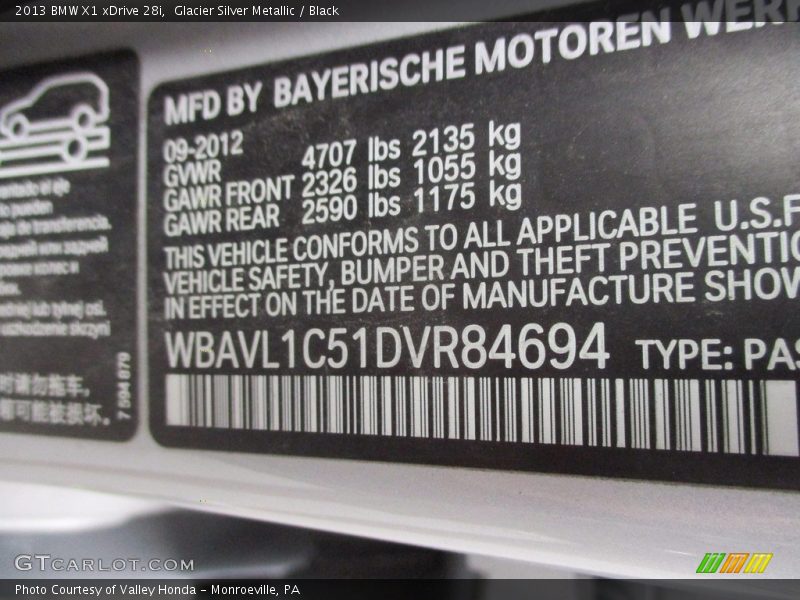 2013 BMW X1 xDrive 28i, Glacier Silver Metallic / Black
MFD BY BAYERISCHE MOTOREN WERK
09-2012
GVWR 4707 lbs 2135 kg
GAWR FRONT 2326 lbs 1055 kg
GAWR REAR 2590 lbs 1175 kg
THIS VEHICLE CONFORMS TO ALL APPLICABLE U.S.F
VEHICLE SAFETY, BUMPER AND THEFT PREVENTIO
IN EFFECT ON THE DATE OF MANUFACTURE SHOW
WBAVL1C51DVR84694 TYPE: PAS
7 594 879
GTCARLOT.COM
Photo Courtesy of Valley Honda - Monroeville, PA